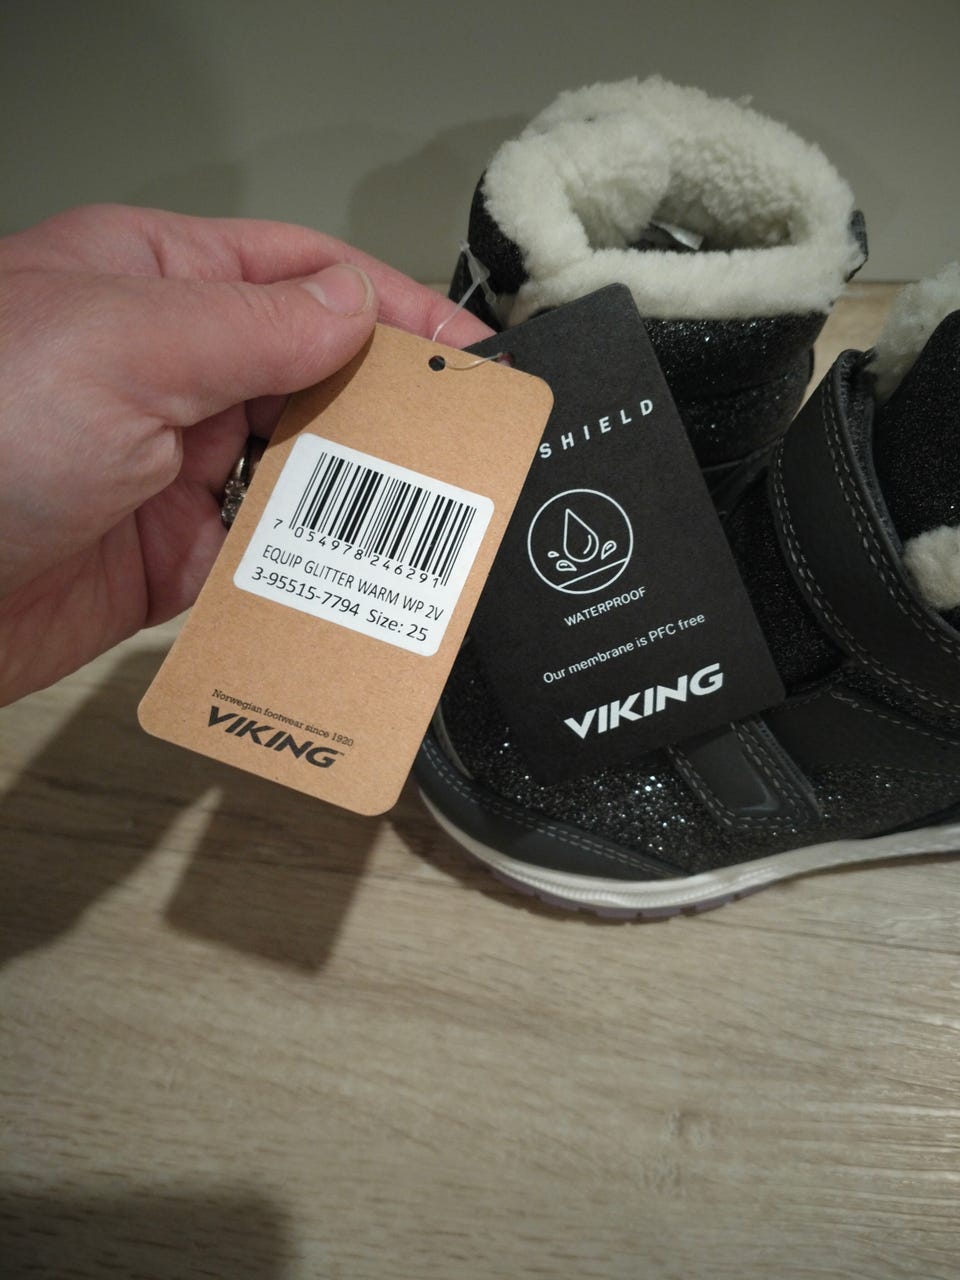 7 054978 246291
EQUIP GLITTER WARM WP 2V
3-95515-7794 Size: 25
Norwegian footwear since 1920
VIKING™
SHIELD
WATERPROOF
Our membrane is PFC free
VIKING